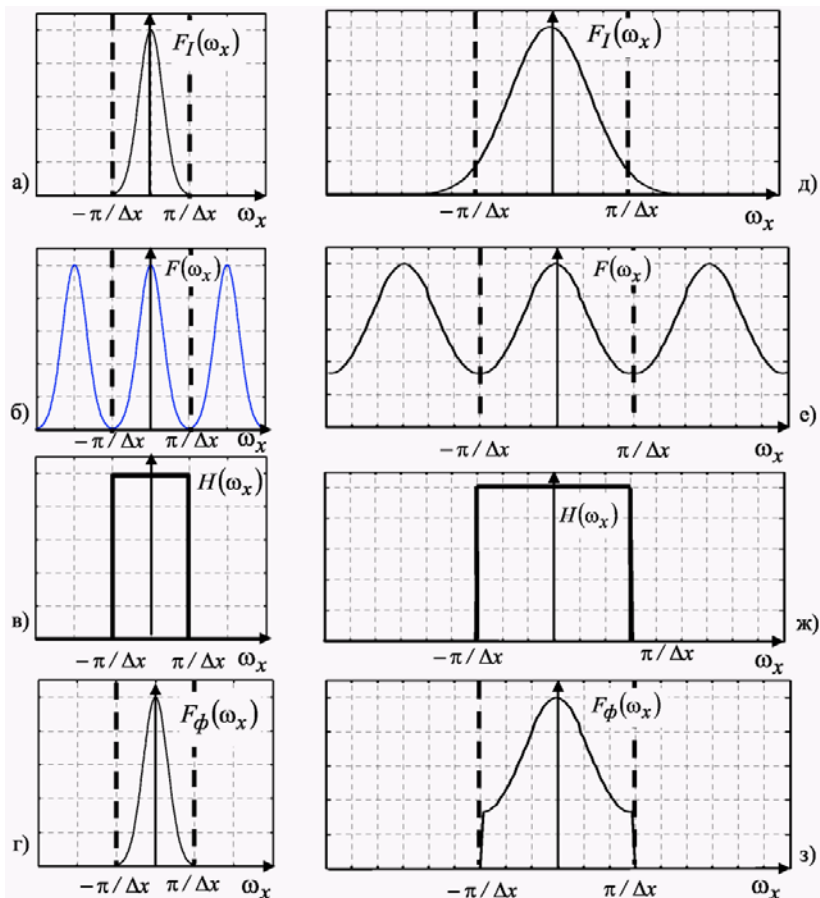 F_I(ω_x)
а)
−π/Δx π/Δx ω_x
F_I(ω_x)
д)
−π/Δx π/Δx ω_x
F(ω_x)
б)
−π/Δx π/Δx ω_x
F(ω_x)
е)
−π/Δx π/Δx ω_x
H(ω_x)
в)
−π/Δx π/Δx ω_x
H(ω_x)
ж)
−π/Δx π/Δx ω_x
F_ф(ω_x)
г)
−π/Δx π/Δx ω_x
F_ф(ω_x)
з)
−π/Δx π/Δx ω_x